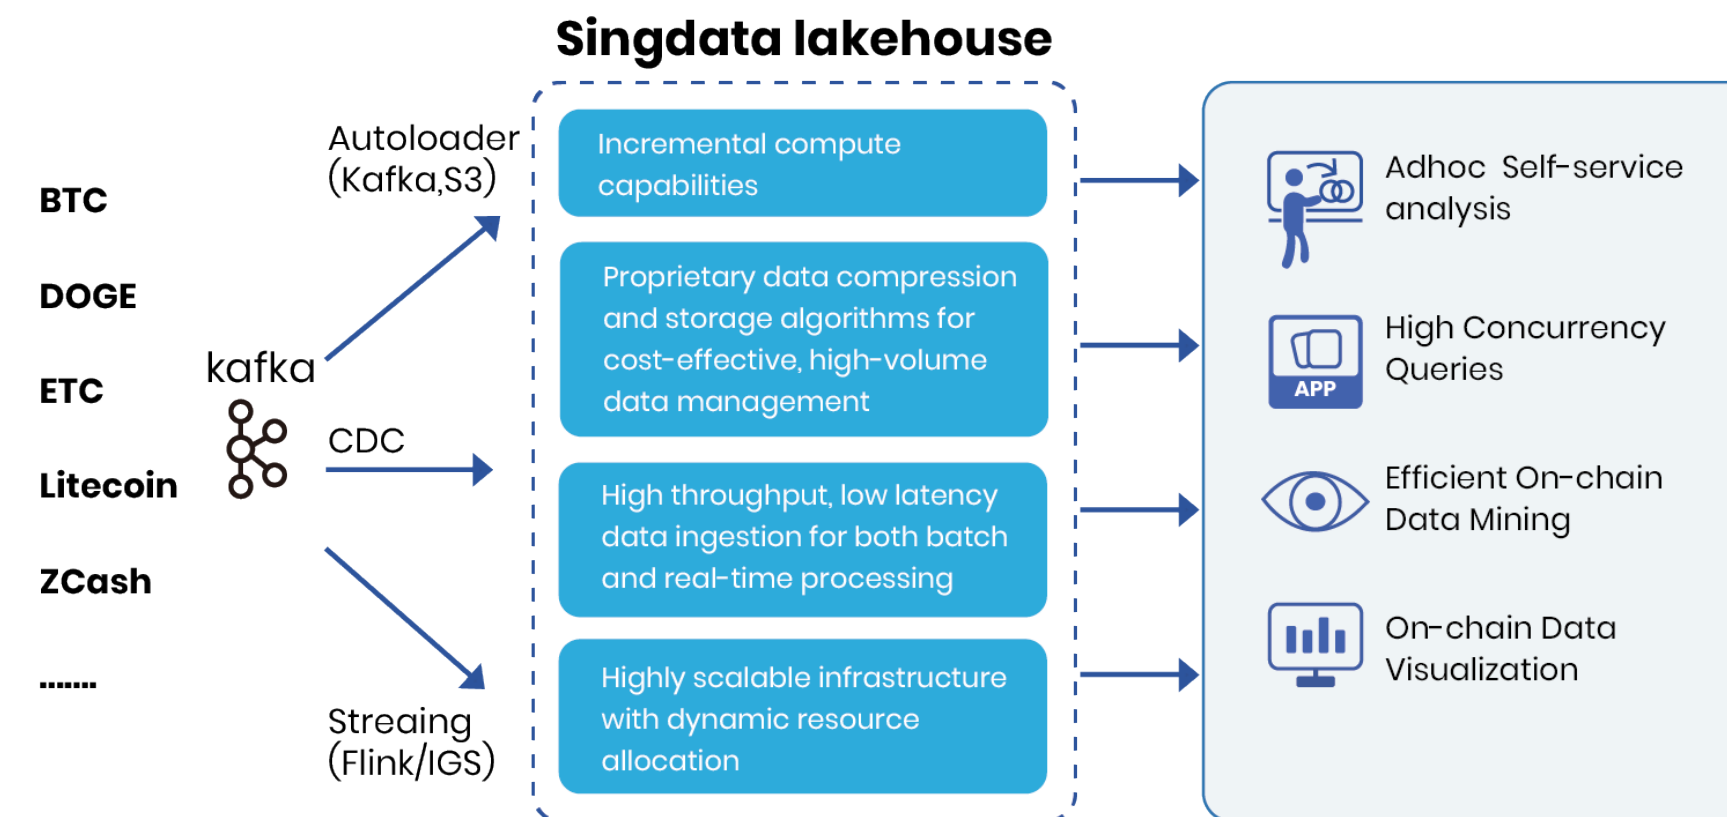 Singdata lakehouse
BTC
DOGE
ETC
Litecoin
ZCash
.......
kafka
Autoloader
(Kafka,S3)
CDC
Streaing
(Flink/IGS)
Incremental compute
capabilities
Proprietary data compression
and storage algorithms for
cost-effective, high-volume
data management
High throughput, low latency
data ingestion for both batch
and real-time processing
Highly scalable infrastructure
with dynamic resource
allocation
Adhoc Self-service
analysis
High Concurrency
Queries
APP
Efficient On-chain
Data Mining
On-chain Data
Visualization